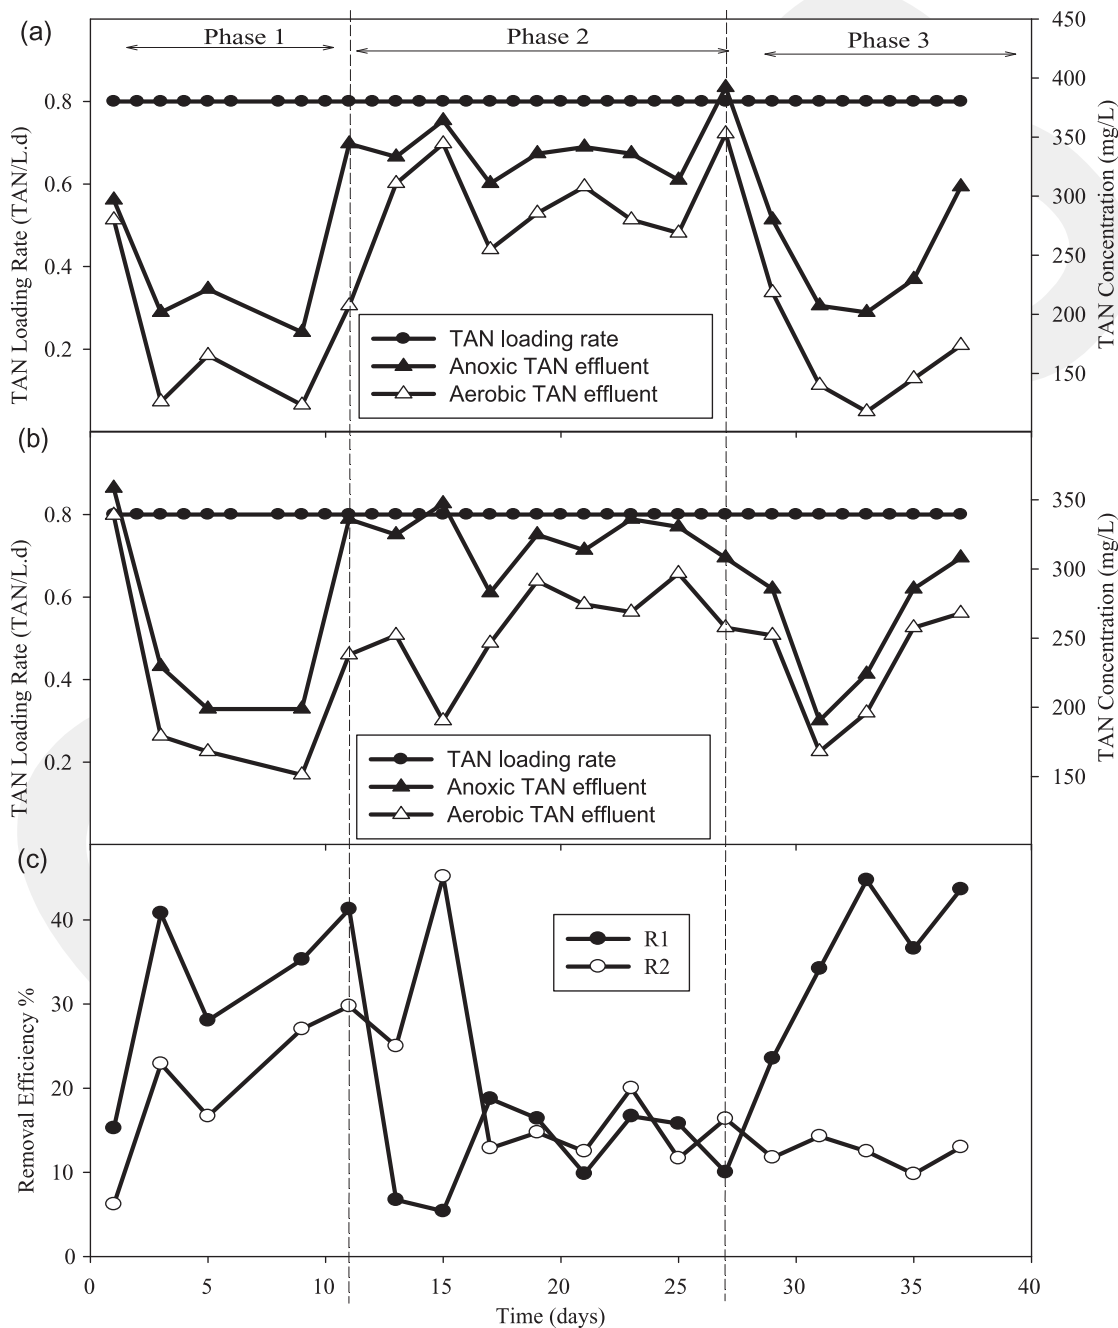 (a)
Phase 1
Phase 2
Phase 3
TAN Loading Rate (TAN/L.d)
0.8
0.6
0.4
0.2
450
400
350
300
250
200
150
TAN Concentration (mg/L)
TAN loading rate
Anoxic TAN effluent
Aerobic TAN effluent
(b)
TAN Loading Rate (TAN/L.d)
0.8
0.6
0.4
0.2
350
300
250
200
150
TAN Concentration (mg/L)
TAN loading rate
Anoxic TAN effluent
Aerobic TAN effluent
(c)
Removal Efficiency %
40
30
20
10
0
R1
R2
0 5 10 15 20 25 30 35 40
Time (days)